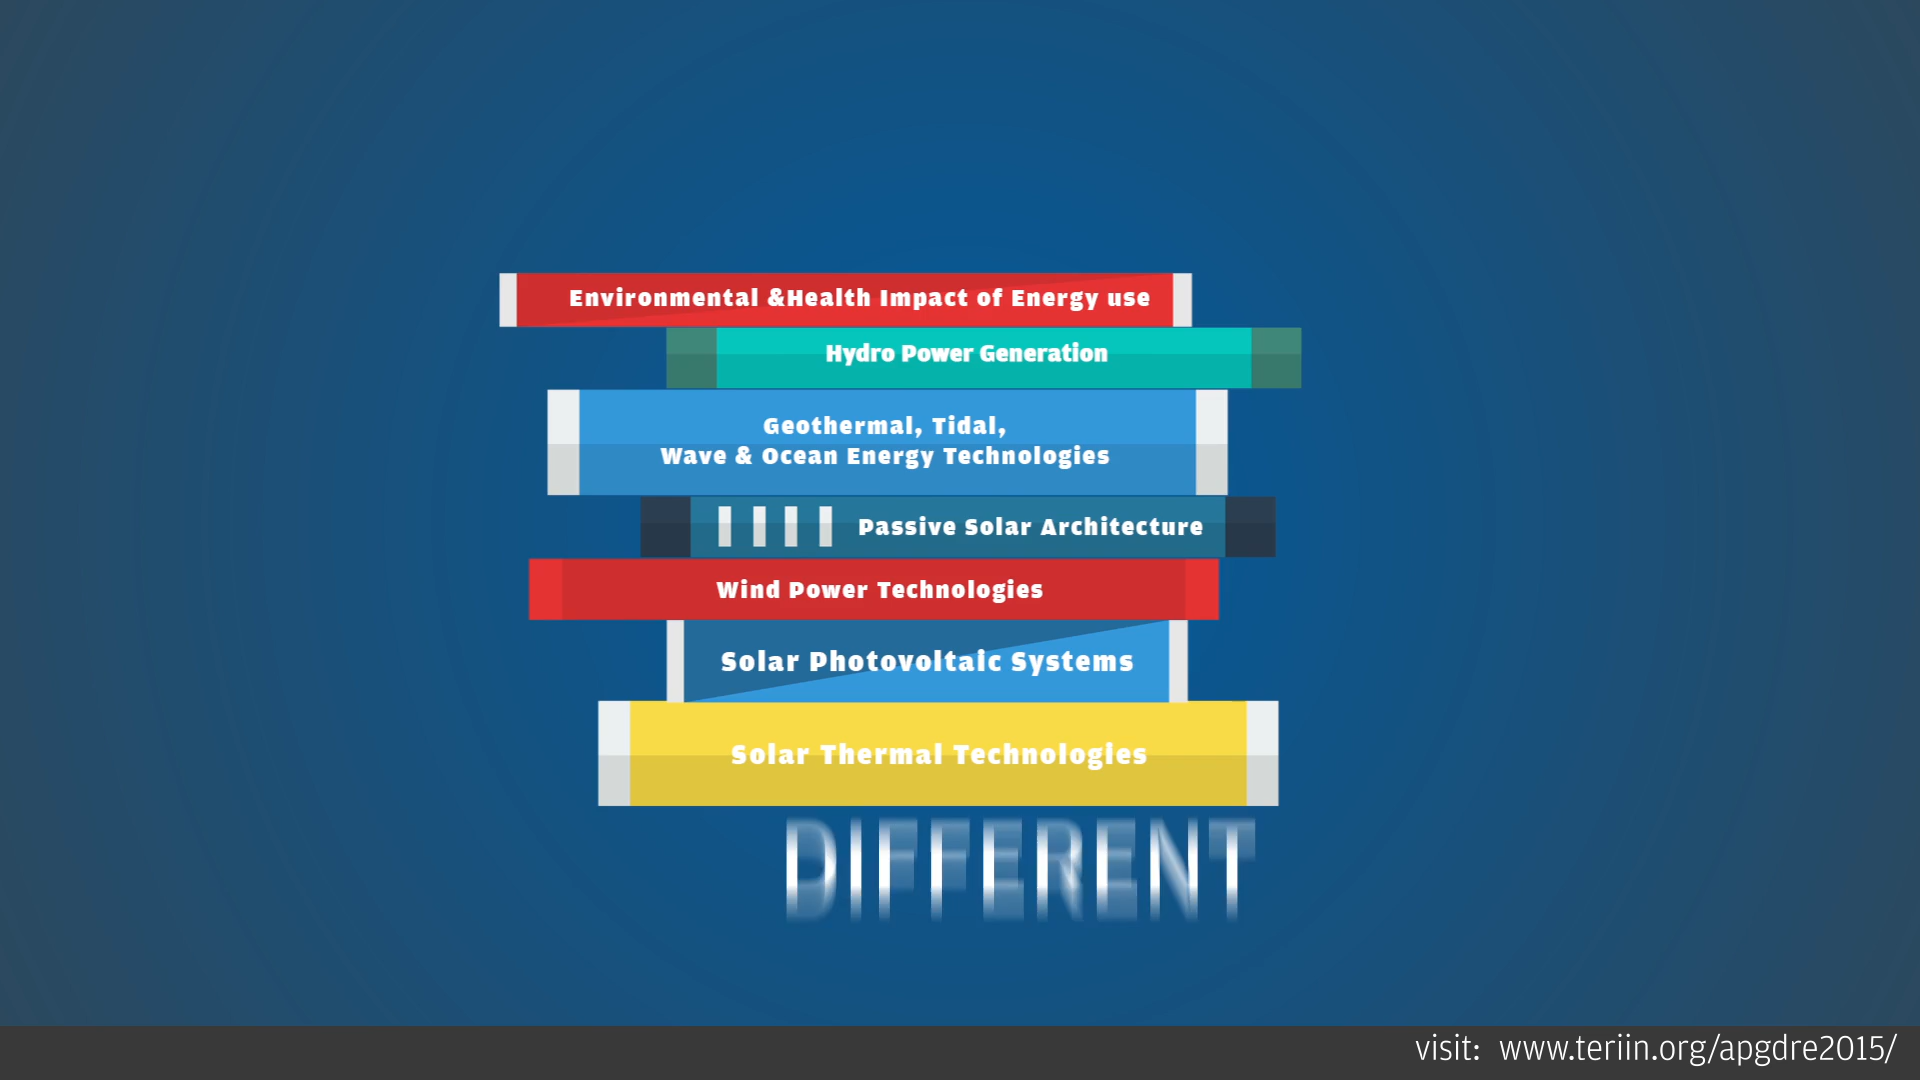 Environmental &Health Impact of Energy use
Hydro Power Generation
Geothermal, Tidal,
Wave & Ocean Energy Technologies
Passive Solar Architecture
Wind Power Technologies
Solar Photovoltaic Systems
Solar Thermal Technologies
DIFFERENT
visit: www.teriin.org/apgdre2015/